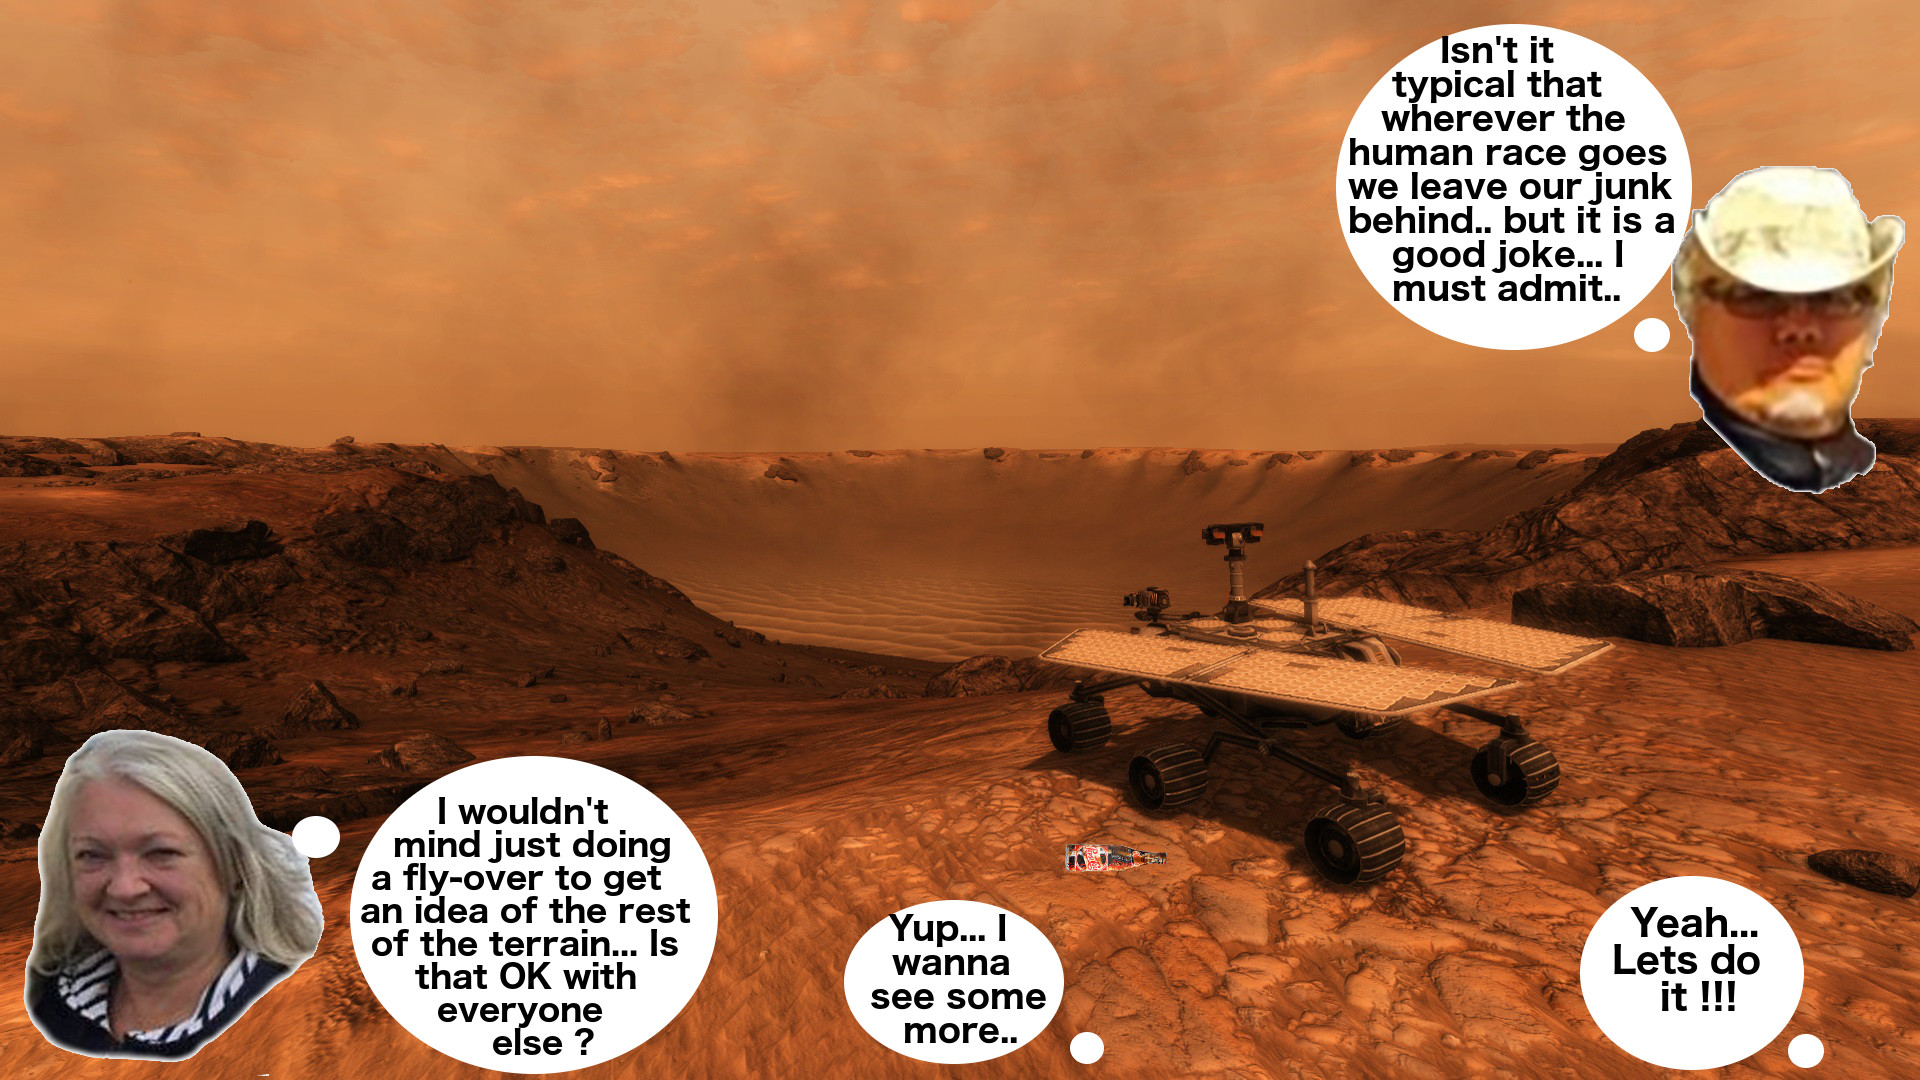 Isn't it
typical that
wherever the
human race goes
we leave our junk
behind.. but it is a
good joke... I
must admit..
I wouldn't
mind just doing
a fly-over to get
an idea of the rest
of the terrain... Is
that OK with
everyone
else ?
Yup... I
wanna
see some
more..
Yeah...
Lets do
it !!!